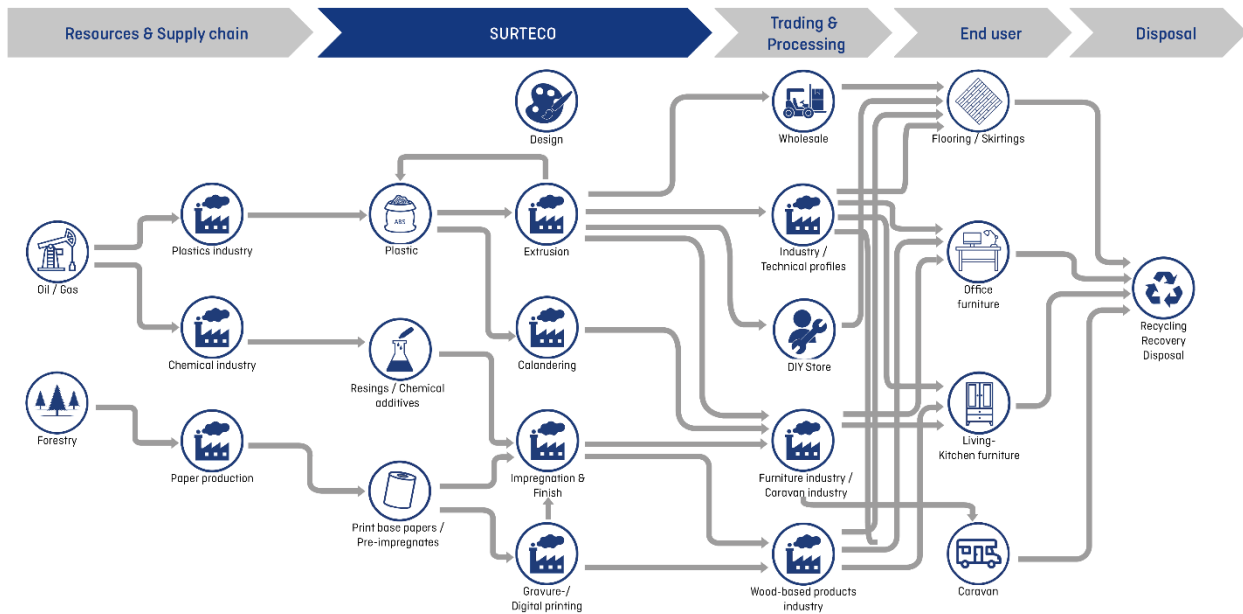 Resources & Supply chain
SURTECO
Trading &
Processing
End user
Disposal
Design
Wholesale
Flooring / Skirtings
ABS
Plastics industry
Plastic
Extrusion
Industry /
Technical profiles
Office
furniture
Oil / Gas
Recycling
Recovery
Disposal
Chemical industry
Resings / Chemical
additives
Calandering
DIY Store
Forestry
Living-
Kitchen furniture
Paper production
Impregnation &
Finish
Furniture industry /
Caravan industry
Print base papers /
Pre-impregnates
Gravure-/
Digital printing
Wood-based products
industry
Caravan